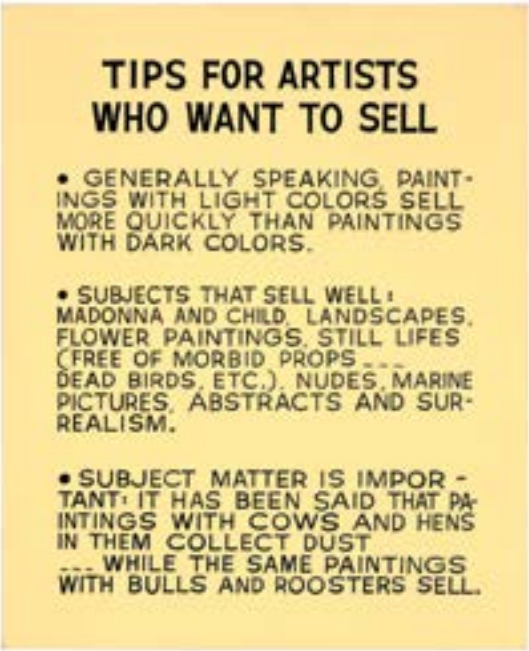 TIPS FOR ARTISTS
WHO WANT TO SELL
• GENERALLY SPEAKING, PAINT-
INGS WITH LIGHT COLORS SELL
MORE QUICKLY THAN PAINTINGS
WITH DARK COLORS.
• SUBJECTS THAT SELL WELL:
MADONNA AND CHILD, LANDSCAPES,
FLOWER PAINTINGS, STILL LIFES
(FREE OF MORBID PROPS ---
DEAD BIRDS, ETC.), NUDES, MARINE
PICTURES, ABSTRACTS AND SUR-
REALISM.
• SUBJECT MATTER IS IMPOR-
TANT: IT HAS BEEN SAID THAT PA-
INTINGS WITH COWS AND HENS
IN THEM COLLECT DUST
--- WHILE THE SAME PAINTINGS
WITH BULLS AND ROOSTERS SELL.